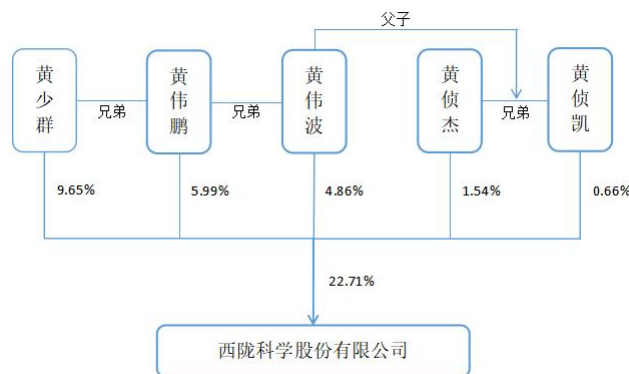 父子
黄少群
黄伟鹏
黄伟波
黄侦杰
黄侦凯
兄弟
兄弟
兄弟
9.65%
5.99%
4.86%
1.54%
0.66%
22.71%
西陇科学股份有限公司